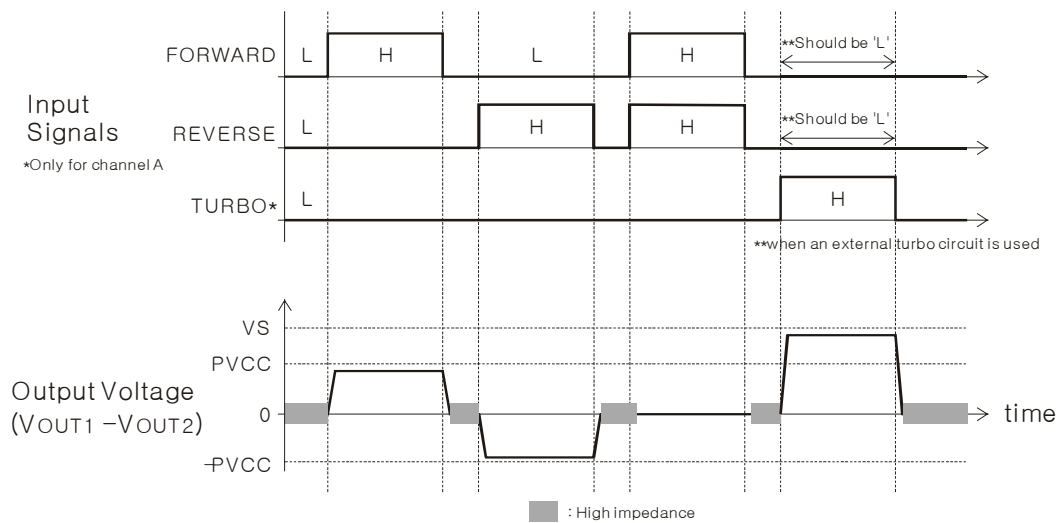 FORWARD L H L H **Should be 'L'
Input
Signals
*Only for channel A
REVERSE L H H **Should be 'L'
TURBO* L H
**when an external turbo circuit is used
VS
PVCC
Output Voltage
(VOUT1 –VOUT2)
0
time
-PVCC
: High impedance